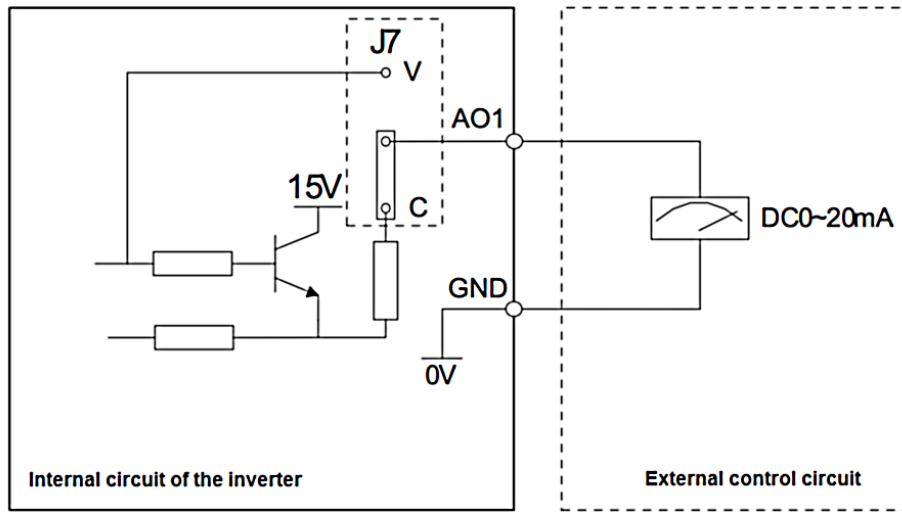 J7
V
AO1
15V
C
DC0~20mA
GND
0V
Internal circuit of the inverter
External control circuit